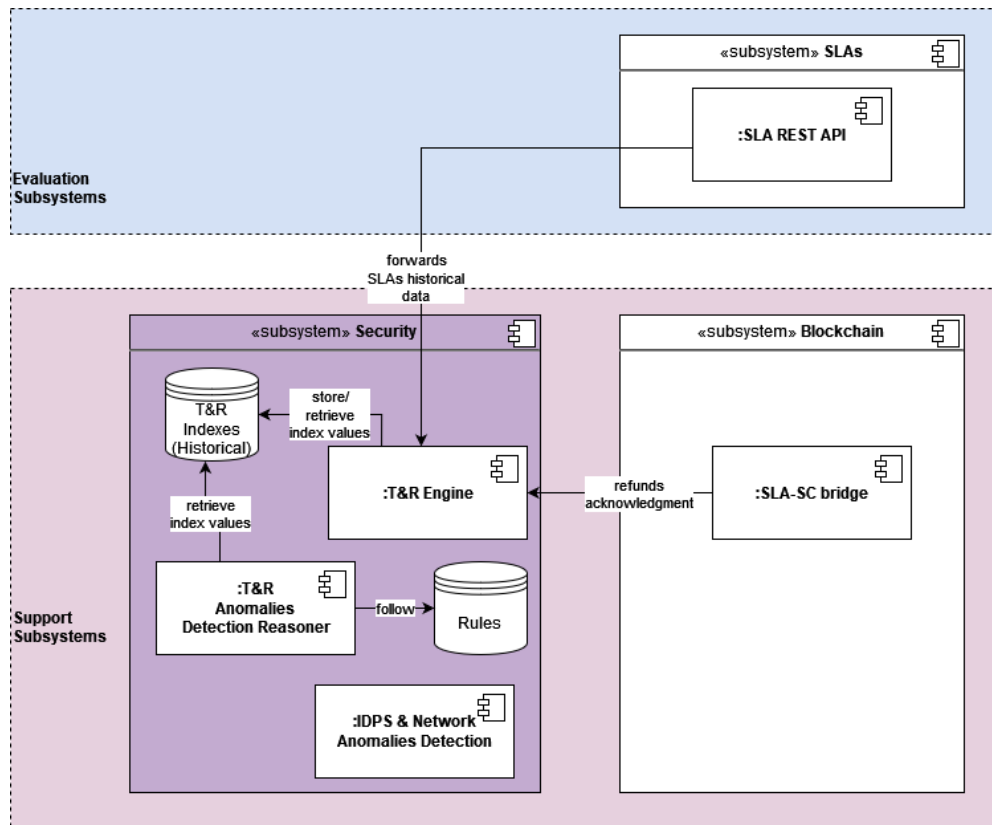 «subsystem» SLAs
:SLA REST API
Evaluation
Subsystems
forwards
SLAs historical
data
«subsystem» Security
«subsystem» Blockchain
T&R
Indexes
(Historical)
store/
retrieve
index values
:T&R Engine
refunds
acknowledgment
:SLA-SC bridge
retrieve
index values
:T&R
Anomalies
Detection Reasoner
follow
Rules
Support
Subsystems
:IDPS & Network
Anomalies Detection